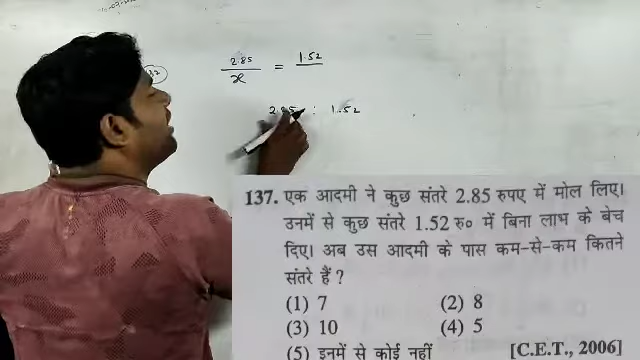 2.85 / x = 1.52
2.85 : 1.52
137. एक आदमी ने कुछ संतरे 2.85 रुपए में मोल लिए।
उनमें से कुछ संतरे 1.52 रु० में बिना लाभ के बेच
दिए। अब उस आदमी के पास कम-से-कम कितने
संतरे हैं ?
(1) 7 (2) 8
(3) 10 (4) 5
(5) इनमें से कोई नहीं [C.E.T., 2006]